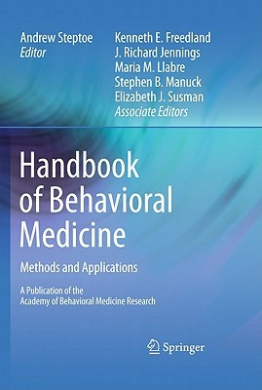 Andrew Steptoe
Editor
Kenneth E. Freedland
J. Richard Jennings
Maria M. Llabre
Stephen B. Manuck
Elizabeth J. Susman
Associate Editors
Handbook
of Behavioral
Medicine
Methods and Applications
A Publication of the
Academy of Behavioral Medicine Research
Springer